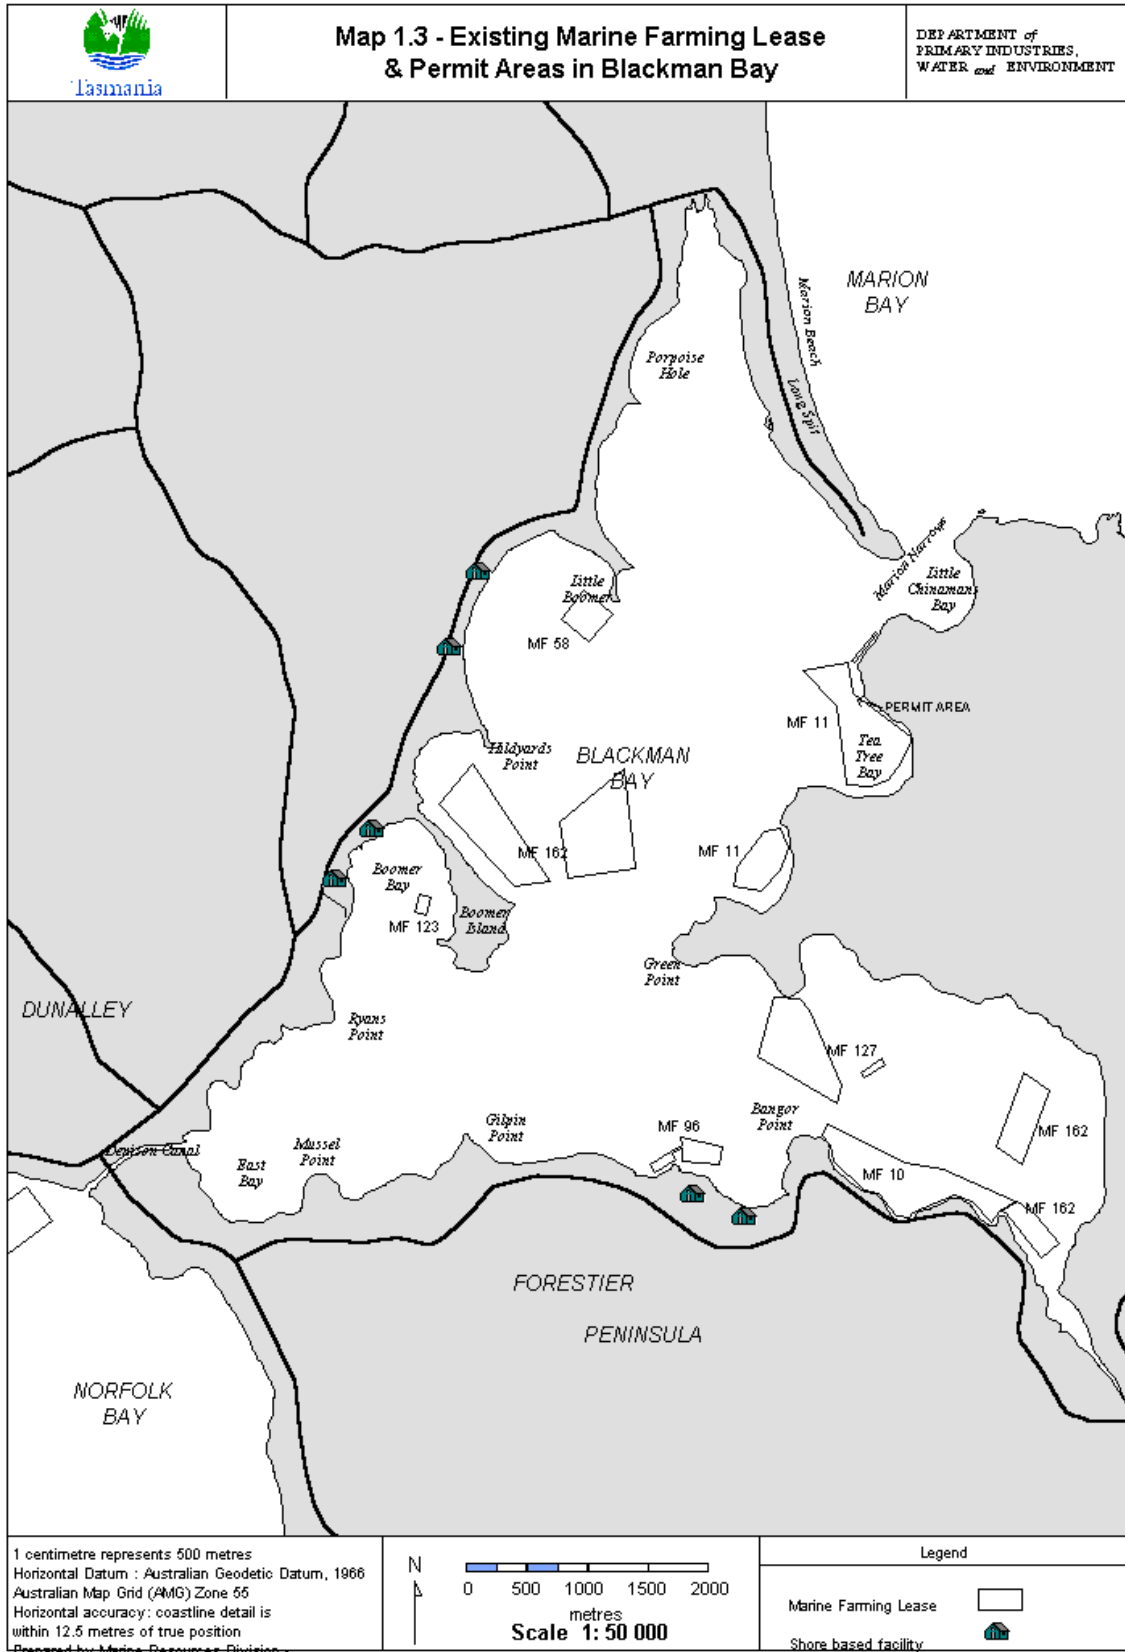 Tasmania
Map 1.3 - Existing Marine Farming Lease
& Permit Areas in Blackman Bay
DEPARTMENT of
PRIMARY INDUSTRIES,
WATER and ENVIRONMENT
MARION
BAY
Marion Beach
Long Spit
Porpoise
Hole
Marion Narrows
Little
Chinamans
Bay
Little
Boomer
MF 58
PERMIT AREA
MF 11
Tea
Tree
Bay
Hildyards
Point
BLACKMAN
BAY
MF 162
MF 11
Boomer
Bay
MF 123
Boomer
Island
Green
Point
DUNALLEY
Ryans
Point
MF 127
Bangor
Point
Gilpin
Point
MF 96
MF 162
Denison Canal
Mussel
Point
East
Bay
MF 10
MF 162
FORESTIER
PENINSULA
NORFOLK
BAY
1 centimetre represents 500 metres
Horizontal Datum : Australian Geodetic Datum, 1966
Australian Map Grid (AMG) Zone 55
Horizontal accuracy: coastline detail is
within 12.5 metres of true position
Prepared by Marine Resources Division -
N
0 500 1000 1500 2000
metres
Scale 1: 50 000
Legend
Marine Farming Lease
Shore based facility